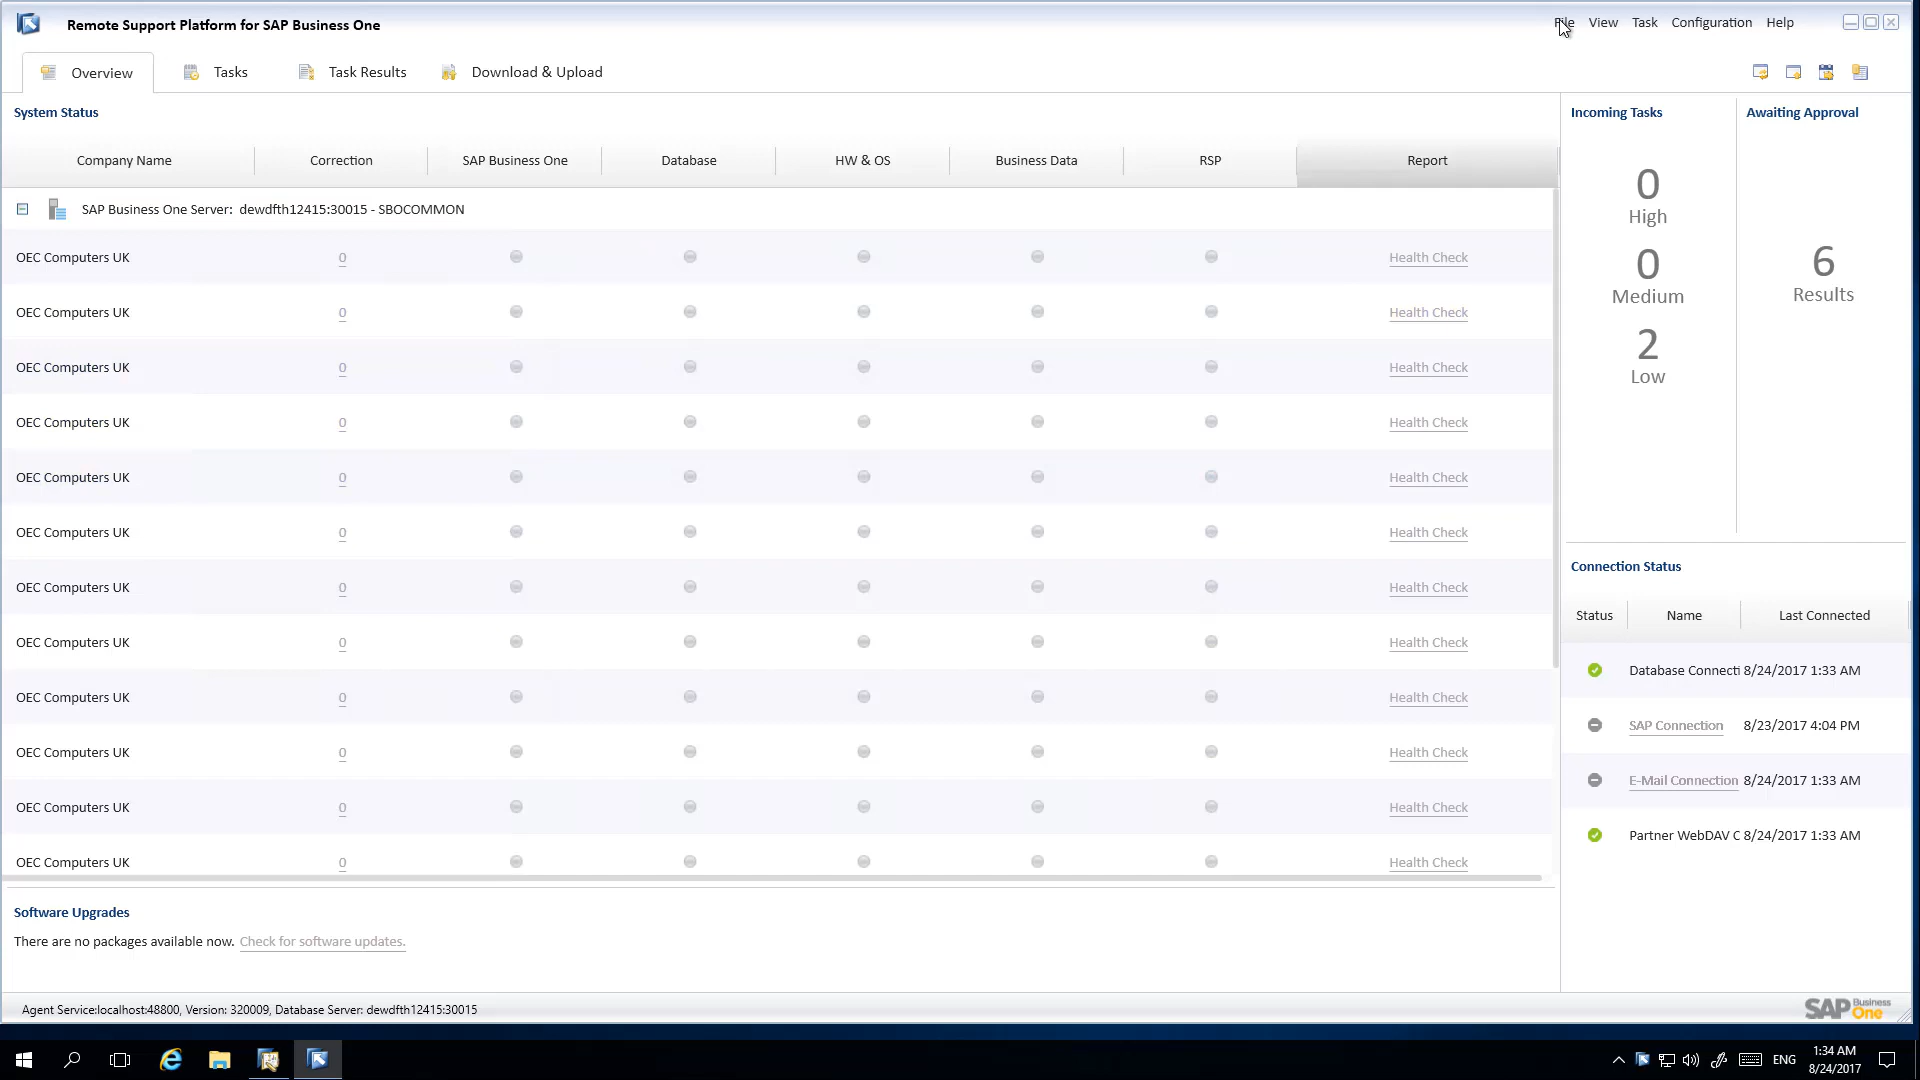 Remote Support Platform for SAP Business One
File View Task Configuration Help
Overview Tasks Task Results Download & Upload
System Status
Company Name Correction SAP Business One Database HW & OS Business Data RSP Report
SAP Business One Server: dewdfth12415:30015 - SBOCOMMON
OEC Computers UK 0 Health Check
OEC Computers UK 0 Health Check
OEC Computers UK 0 Health Check
OEC Computers UK 0 Health Check
OEC Computers UK 0 Health Check
OEC Computers UK 0 Health Check
OEC Computers UK 0 Health Check
OEC Computers UK 0 Health Check
OEC Computers UK 0 Health Check
OEC Computers UK 0 Health Check
OEC Computers UK 0 Health Check
OEC Computers UK 0 Health Check
Software Upgrades
There are no packages available now. Check for software updates.
Incoming Tasks
0
High
0
Medium
2
Low
Awaiting Approval
6
Results
Connection Status
Status Name Last Connected
Database Connecti 8/24/2017 1:33 AM
SAP Connection 8/23/2017 4:04 PM
E-Mail Connection 8/24/2017 1:33 AM
Partner WebDAV C 8/24/2017 1:33 AM
Agent Service:localhost:48800, Version: 320009, Database Server: dewdfth12415:30015
SAP Business One
ENG
1:34 AM
8/24/2017